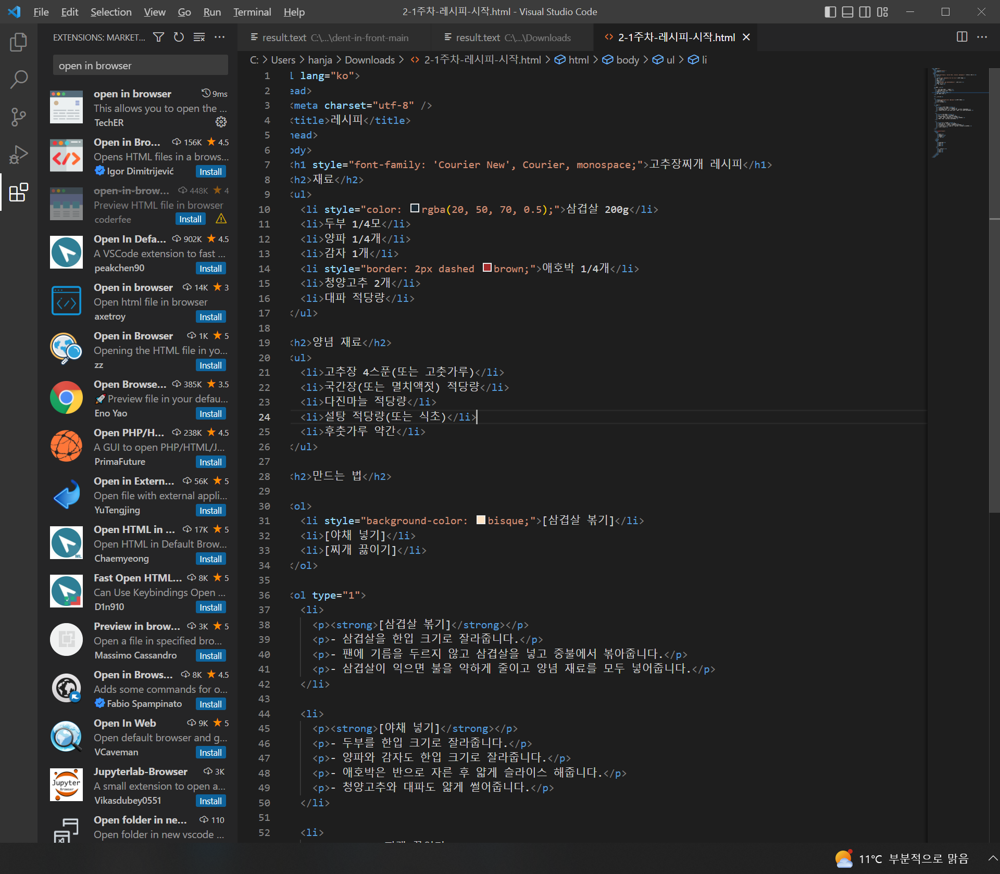 File Edit Selection View Go Run Terminal Help
2-1주차-레시피-시작.html - Visual Studio Code
EXTENSIONS: MARKET...
open in browser
open in browser 9ms
This allows you to open the ...
TechER
Open in Bro... 156K 4.5
Opens HTML files in a brows...
Igor Dimitrijević Install
open-in-brow... 448K 4
Preview HTML file in browser
coderfee Install
Open In Defa... 902K 4.5
A VSCode extension to fast ...
peakchen90 Install
Open in browser 14K 3
Open html file in browser
axetroy Install
Open in Browser 1K 5
Opening the HTML file in yo...
zz Install
Open Browse... 385K 3.5
🚀Preview file in your defau...
Eno Yao Install
Open PHP/H... 238K 4.5
A GUI to open PHP/HTML/J...
PrimaFuture Install
Open in Extern... 56K 5
Open file with external appli...
YuTengjing Install
Open HTML in ... 17K 5
Open HTML in Default Brow...
Chaemyeong Install
ML
Fast Open HTML... 8K 5
Can Use Keybindings Open ...
D1n910 Install
Preview in brow... 3K 5
Open a file in specified bro...
Massimo Cassandro Install
Open in Brows... 8K 4.5
Adds some commands for o...
Fabio Spampinato Install
Open In Web 9K 5
Open default browser and g...
VCaveman Install
Jupyterlab-Browser 3K
Jupyter
Browser
A small extension to open a...
Vikasdubey0551 Install
Open folder in ne... 110
Open folder in new vscode ...
result.text C:\...\dent-in-front-main
result.text C:\...\Downloads
2-1주차-레시피-시작.html
C: > Users > hanja > Downloads > 2-1주차-레시피-시작.html > html > body > ul > li
1 l lang="ko">
2 ead>
3 <meta charset="utf-8" />
4 <title>레시피</title>
5 head>
6 ody>
7 <h1 style="font-family: 'Courier New', Courier, monospace;">고추장찌개 레시피</h1>
8 <h2>재료</h2>
9 <ul>
10 <li style="color: rgba(20, 50, 70, 0.5);">삼겹살 200g</li>
11 <li>두부 1/4모</li>
12 <li>양파 1/4개</li>
13 <li>감자 1개</li>
14 <li style="border: 2px dashed brown;">애호박 1/4개</li>
15 <li>청양고추 2개</li>
16 <li>대파 적당량</li>
17 </ul>
18
19 <h2>양념 재료</h2>
20 <ul>
21 <li>고추장 4스푼(또는 고춧가루)</li>
22 <li>국간장(또는 멸치액젓) 적당량</li>
23 <li>다진마늘 적당량</li>
24 <li>설탕 적당량(또는 식초)</li>
25 <li>후춧가루 약간</li>
26 </ul>
27
28 <h2>만드는 법</h2>
29
30 <ol>
31 <li style="background-color: bisque;">[삼겹살 볶기]</li>
32 <li>[야채 넣기]</li>
33 <li>[찌개 끓이기]</li>
34 </ol>
35
36 <ol type="1">
37 <li>
38 <p><strong>[삼겹살 볶기]</strong></p>
39 <p>- 삼겹살을 한입 크기로 잘라줍니다.</p>
40 <p>- 팬에 기름을 두르지 않고 삼겹살을 넣고 중불에서 볶아줍니다.</p>
41 <p>- 삼겹살이 익으면 불을 약하게 줄이고 양념 재료를 모두 넣어줍니다.</p>
42 </li>
43
44 <li>
45 <p><strong>[야채 넣기]</strong></p>
46 <p>- 두부를 한입 크기로 잘라줍니다.</p>
47 <p>- 양파와 감자도 한입 크기로 잘라줍니다.</p>
48 <p>- 애호박은 반으로 자른 후 얇게 슬라이스 해줍니다.</p>
49 <p>- 청양고추와 대파도 얇게 썰어줍니다.</p>
50 </li>
51
52 <li>
11°C 부분적으로 맑음